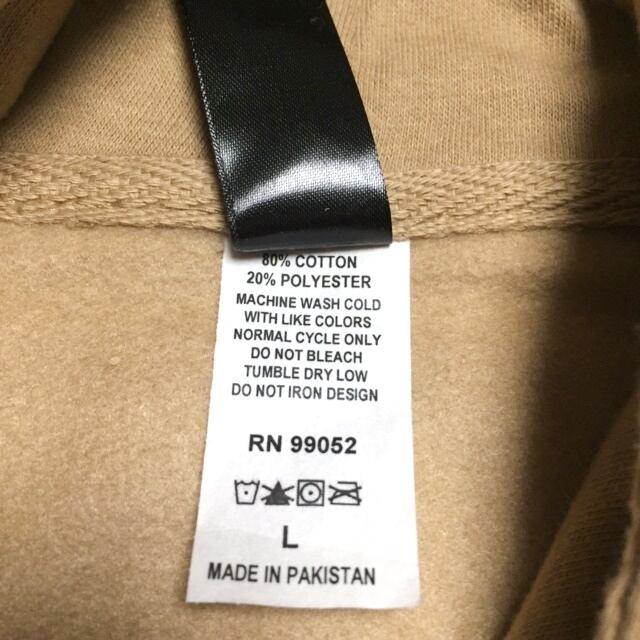 80% COTTON
20% POLYESTER
MACHINE WASH COLD
WITH LIKE COLORS
NORMAL CYCLE ONLY
DO NOT BLEACH
TUMBLE DRY LOW
DO NOT IRON DESIGN
RN 99052
L
MADE IN PAKISTAN